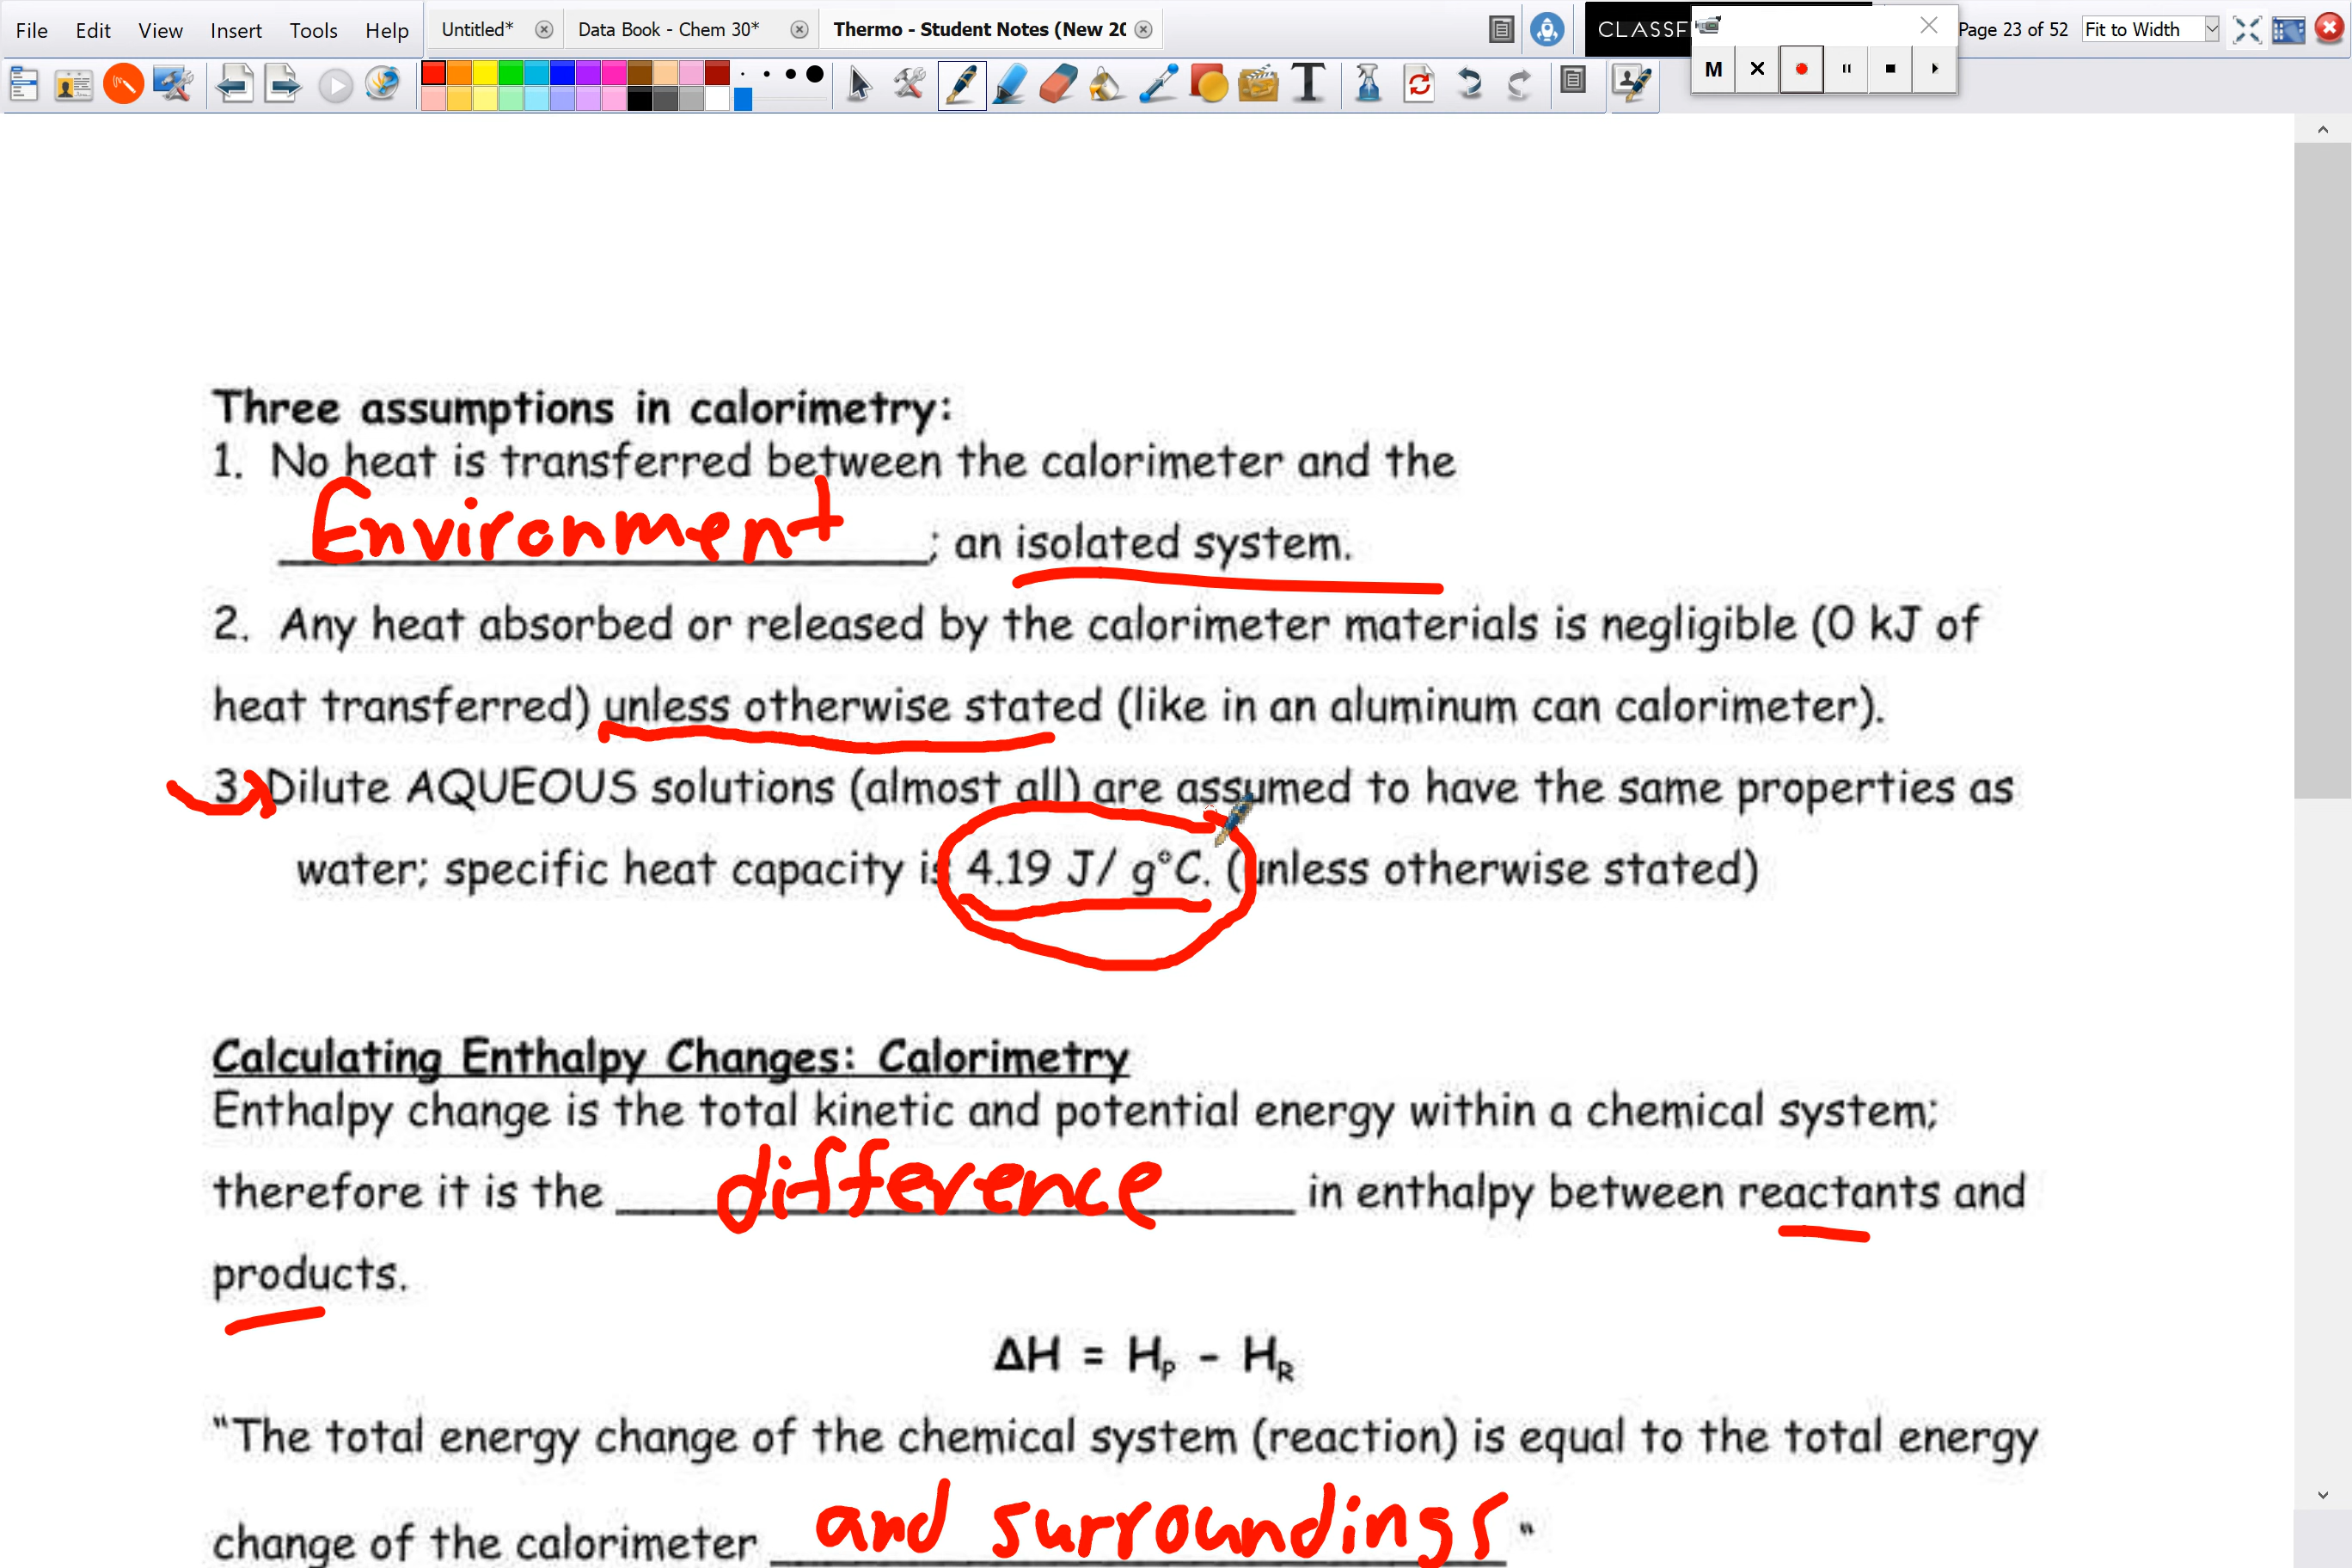 File Edit View Insert Tools Help Untitled* Data Book - Chem 30* Thermo - Student Notes (New 20 Page 23 of 52 Fit to Width
M
T
Three assumptions in calorimetry:
1. No heat is transferred between the calorimeter and the
Environment ; an isolated system.
2. Any heat absorbed or released by the calorimeter materials is negligible (0 kJ of
heat transferred) unless otherwise stated (like in an aluminum can calorimeter).
3. Dilute AQUEOUS solutions (almost all) are assumed to have the same properties as
water; specific heat capacity is 4.19 J/ g°C. (unless otherwise stated)
Calculating Enthalpy Changes: Calorimetry
Enthalpy change is the total kinetic and potential energy within a chemical system;
therefore it is the difference in enthalpy between reactants and
products.
ΔH = Hₚ - HR
"The total energy change of the chemical system (reaction) is equal to the total energy
change of the calorimeter and surroundings "